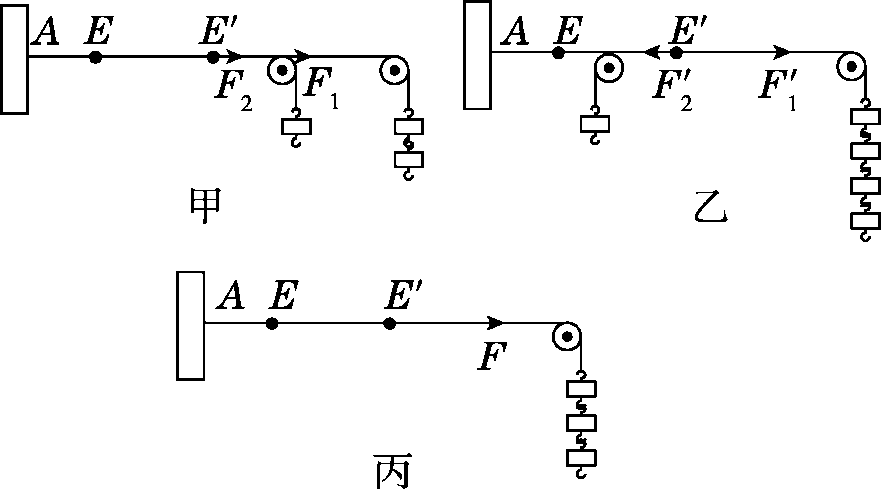 A E E′ F₂ F₁
甲
A E E′ F′₂ F′₁
乙
A E E′ F
丙